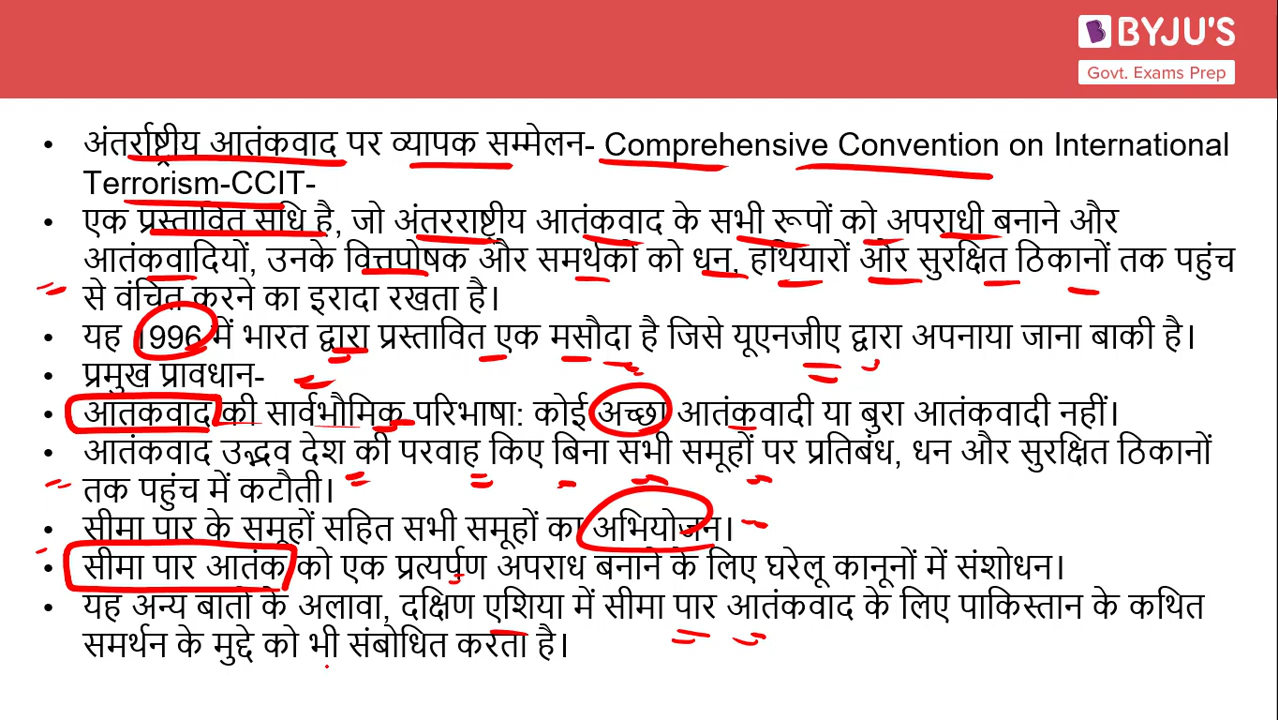 BYJU'S
Govt. Exams Prep
• अंतर्राष्ट्रीय आतंकवाद पर व्यापक सम्मेलन- Comprehensive Convention on International
Terrorism-CCIT-
• एक प्रस्तावित संधि है, जो अंतरराष्ट्रीय आतंकवाद के सभी रूपों को अपराधी बनाने और
आतंकवादियों, उनके वित्तपोषक और समर्थकों को धन, हथियारों और सुरक्षित ठिकानों तक पहुंच
से वंचित करने का इरादा रखता है।
• यह 1996 में भारत द्वारा प्रस्तावित एक मसौदा है जिसे यूएनजीए द्वारा अपनाया जाना बाकी है।
• प्रमुख प्रावधान-
• आतंकवाद की सार्वभौमिक परिभाषा: कोई अच्छा आतंकवादी या बुरा आतंकवादी नहीं।
• आतंकवाद उद्भव देश की परवाह किए बिना सभी समूहों पर प्रतिबंध, धन और सुरक्षित ठिकानों
तक पहुंच में कटौती।
• सीमा पार के समूहों सहित सभी समूहों का अभियोजन।
• सीमा पार आतंक को एक प्रत्यर्पण अपराध बनाने के लिए घरेलू कानूनों में संशोधन।
• यह अन्य बातों के अलावा, दक्षिण एशिया में सीमा पार आतंकवाद के लिए पाकिस्तान के कथित
समर्थन के मुद्दे को भी संबोधित करता है।